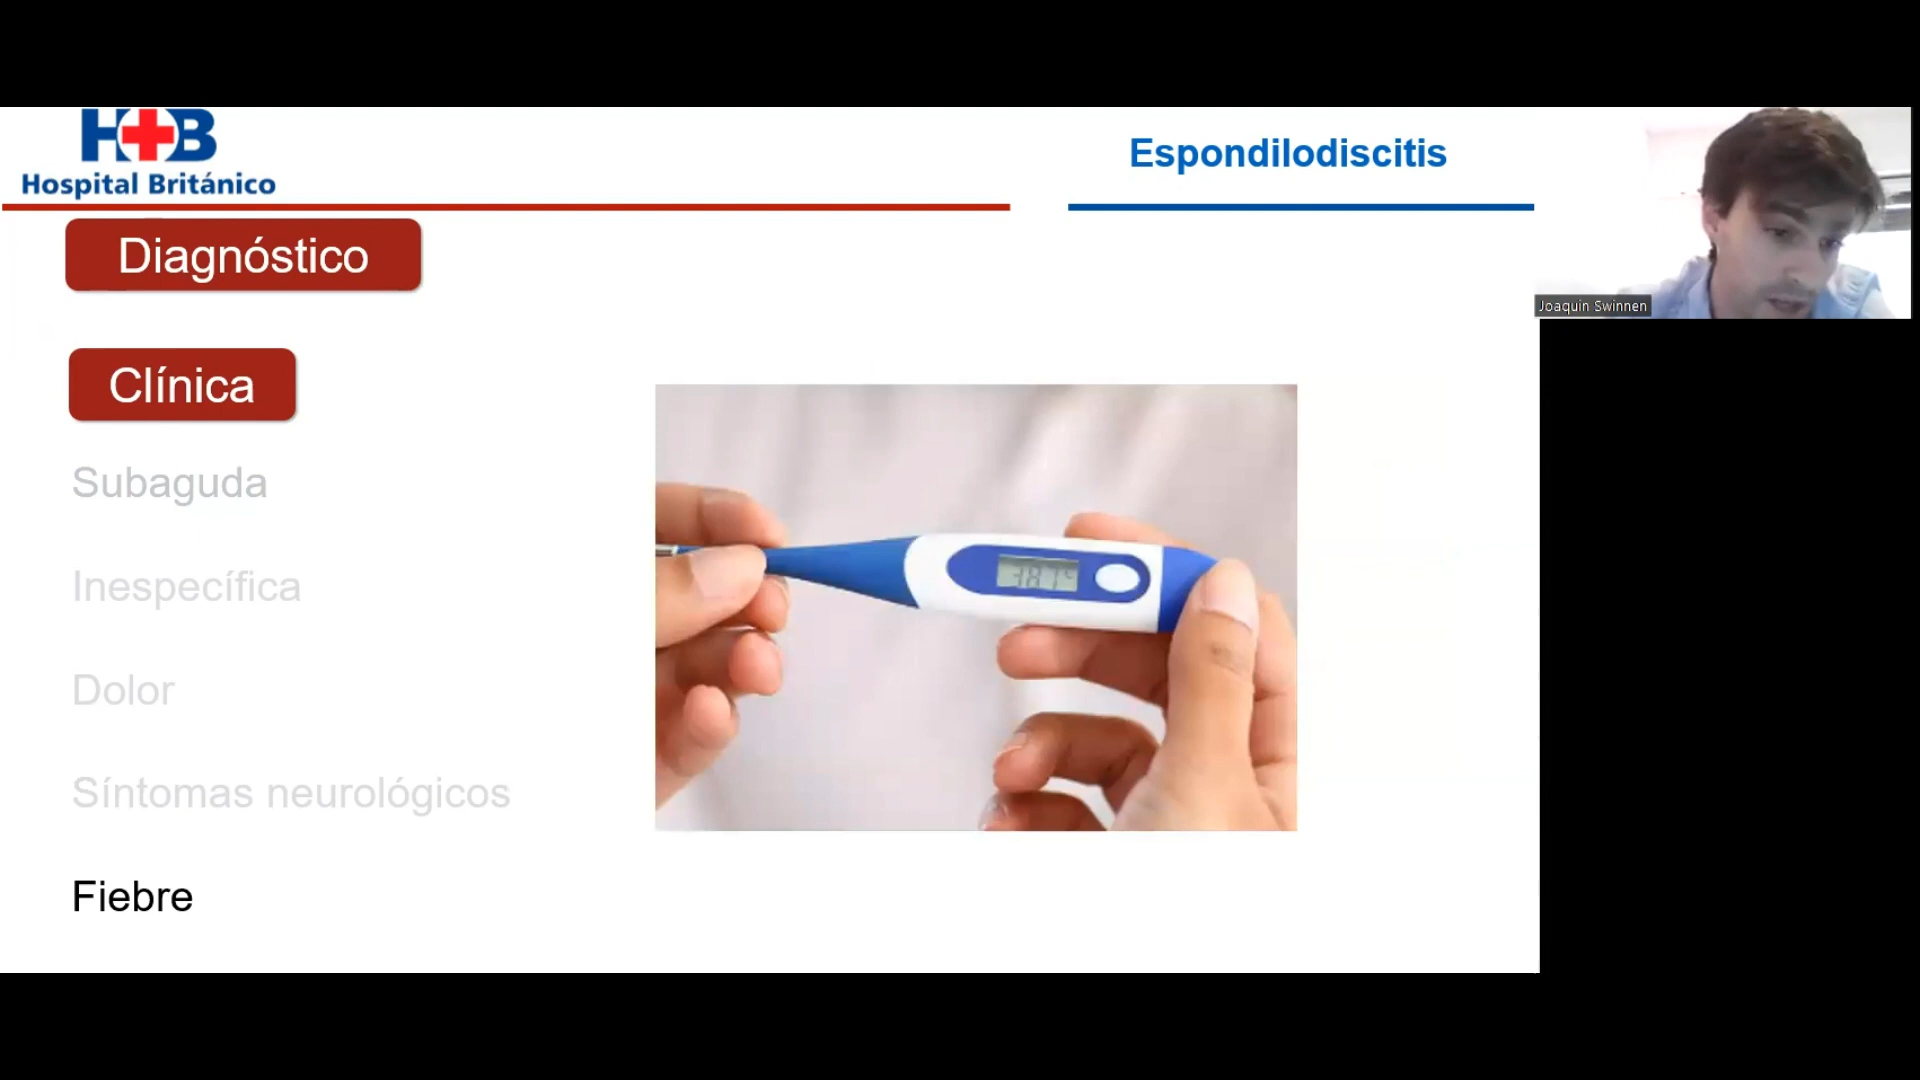 H+B
Hospital Británico
Espondilodiscitis
Joaquin Swinnen
Diagnóstico
Clínica
Subaguda
Inespecífica
Dolor
Síntomas neurológicos
Fiebre